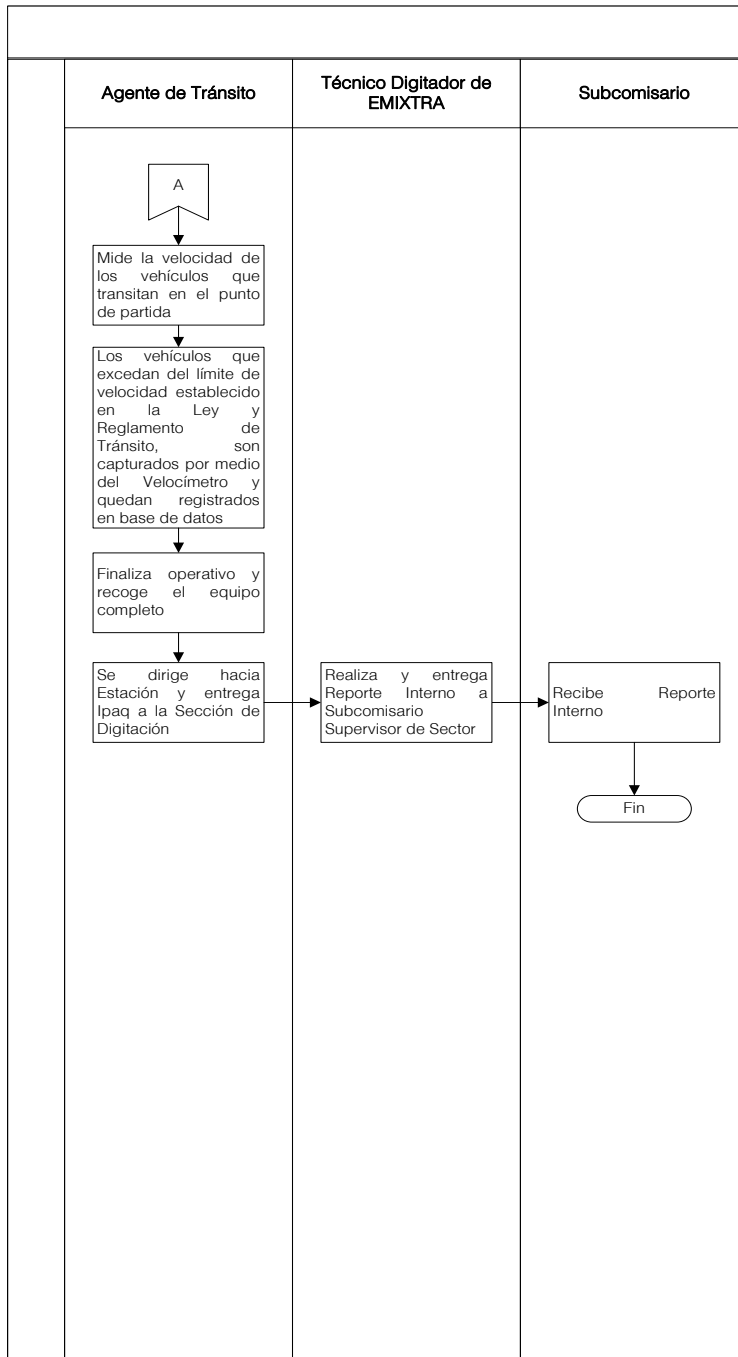 Agente de Tránsito
Técnico Digitador de
EMIXTRA
Subcomisario
A
Mide la velocidad de
los vehículos que
transitan en el punto
de partida
Los vehículos que
excedan del límite de
velocidad establecido
en la Ley y
Reglamento de
Tránsito, son
capturados por medio
del Velocímetro y
quedan registrados
en base de datos
Finaliza operativo y
recoge el equipo
completo
Se dirige hacia
Estación y entrega
Ipaq a la Sección de
Digitación
Realiza y entrega
Reporte Interno a
Subcomisario
Supervisor de Sector
Recibe Reporte
Interno
Fin